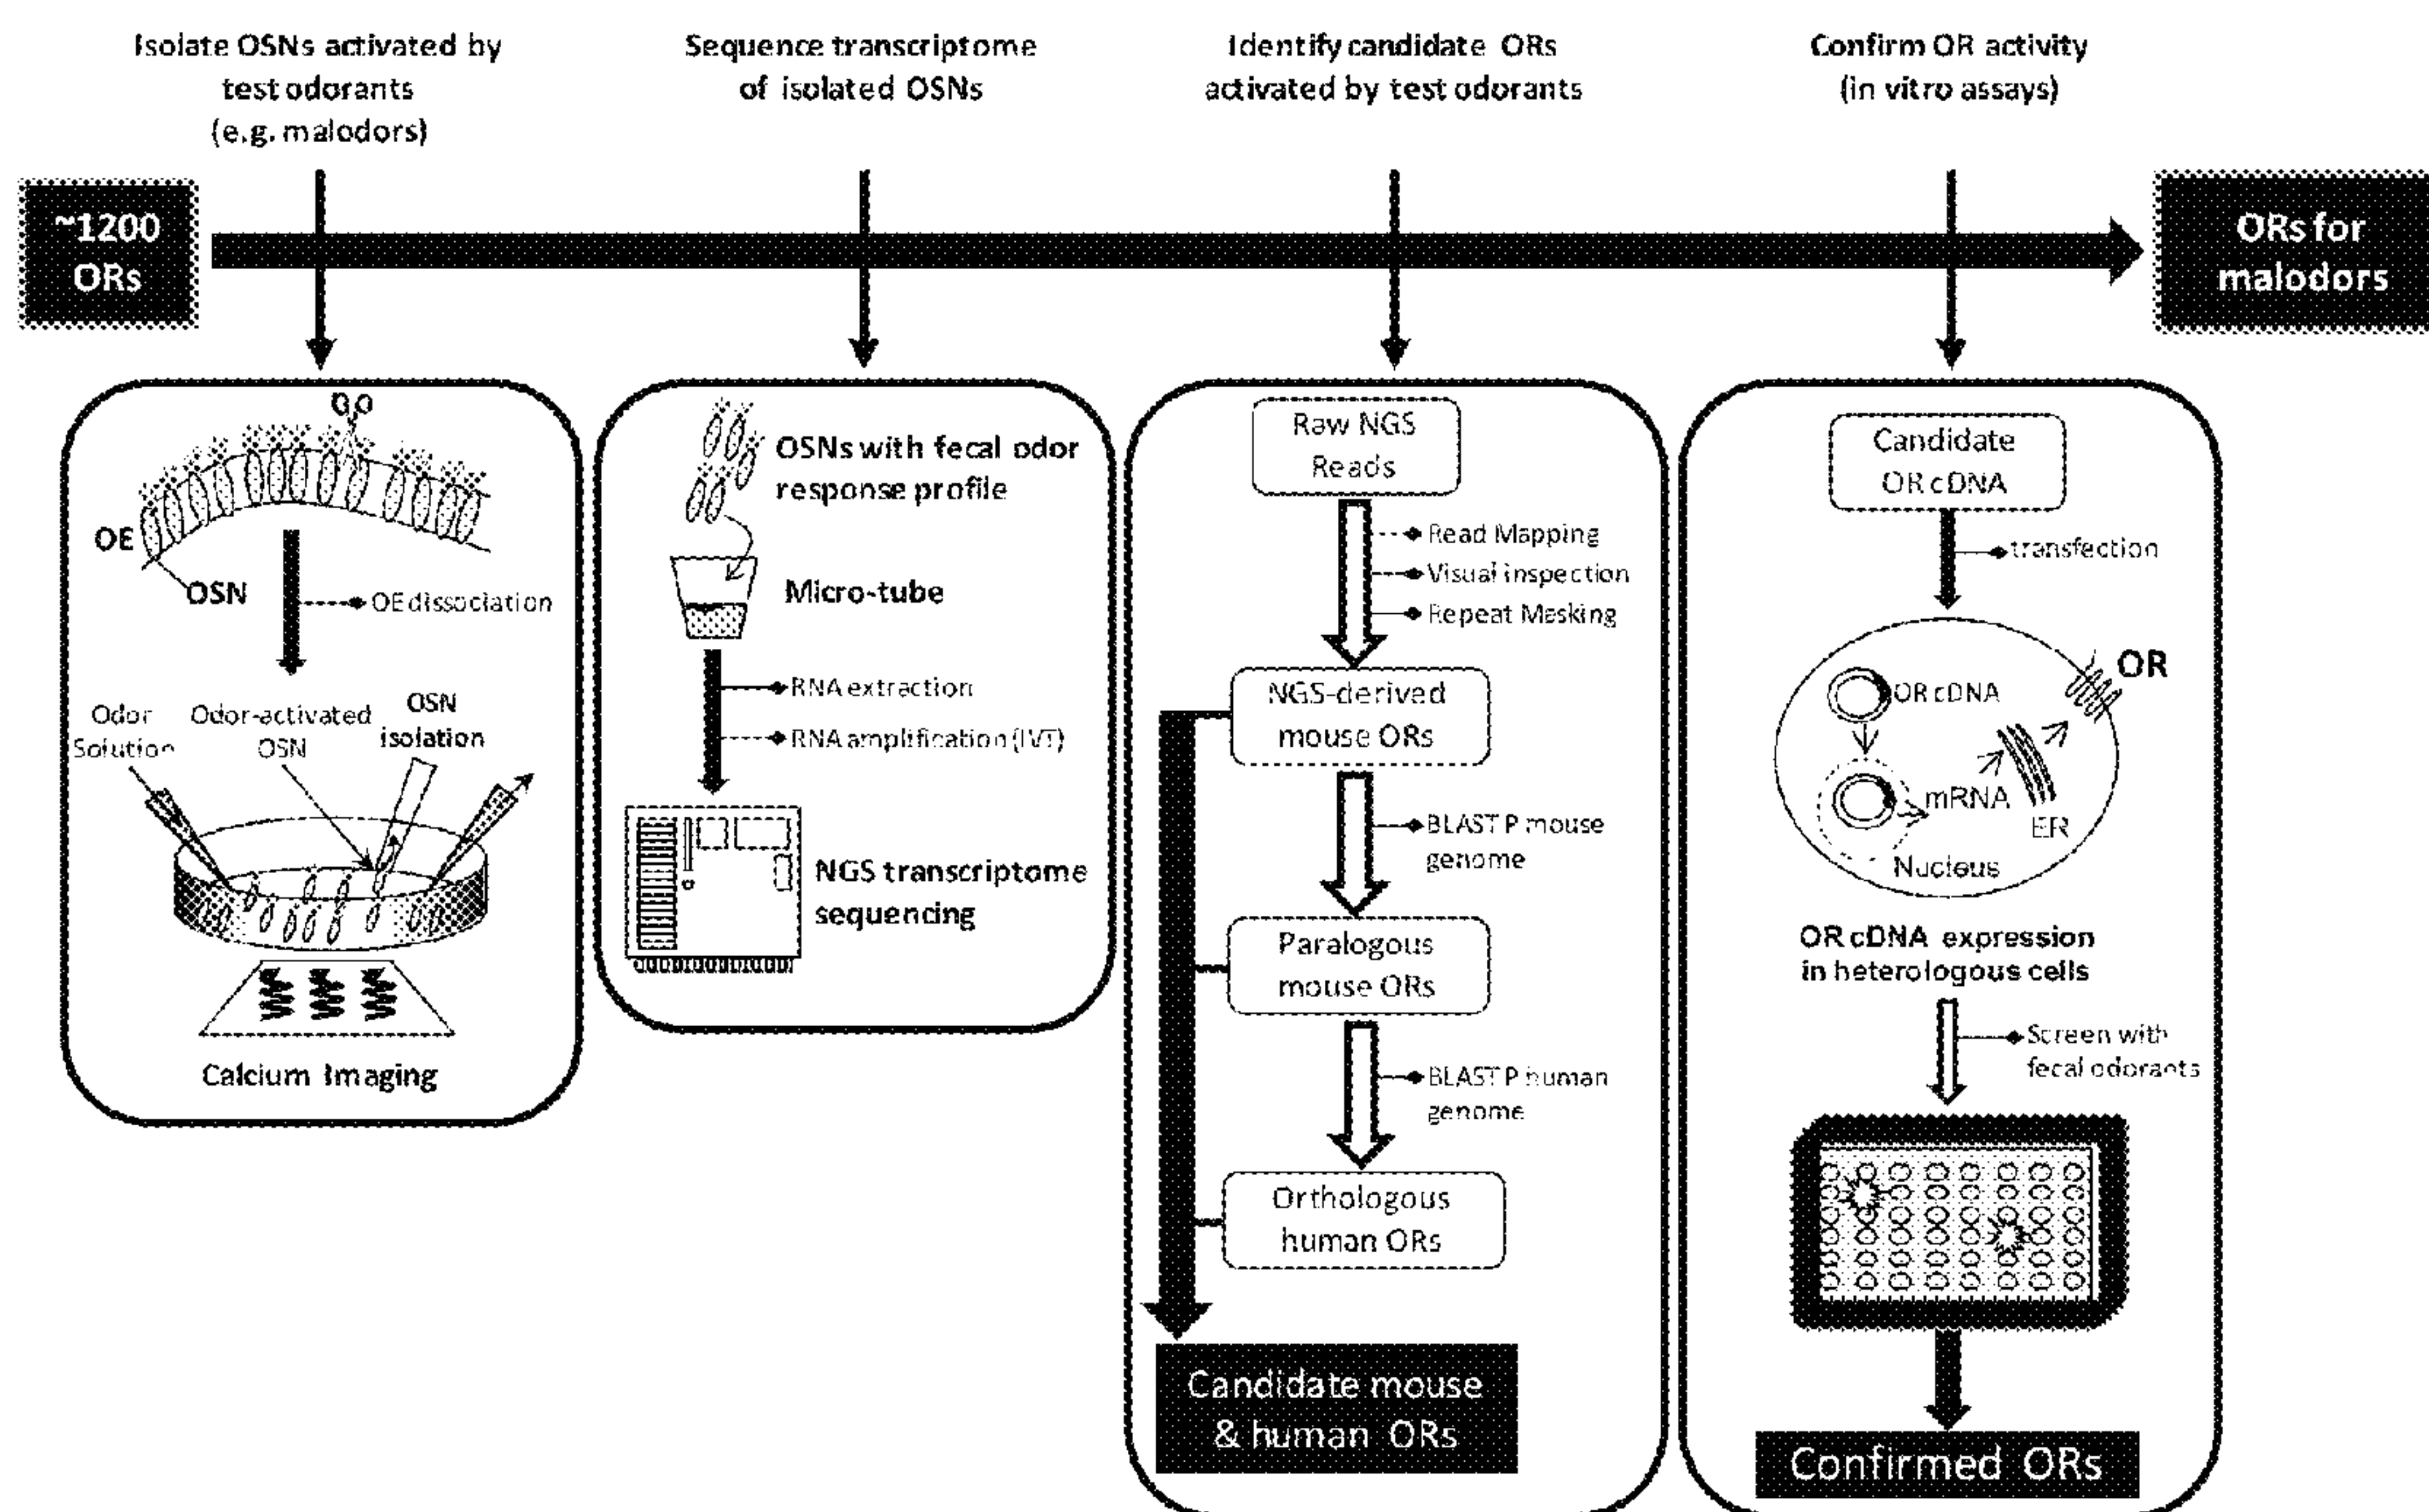 Isolate OSNs activated by
test odorants
(e.g. malodors)
Sequence transcriptome
of isolated OSNs
Identify candidate ORs
activated by test odorants
Confirm OR activity
(in vitro assays)
~1200
ORs
ORs for
malodors
OE
OSN
OE dissociation
Odor
Solution
Odor-activated
OSN
OSN
isolation
Calcium Imaging
OSNs with fecal odor
response profile
Micro-tube
RNA extraction
RNA amplification (IVT)
NGS transcriptome
sequencing
Raw NGS
Reads
Read Mapping
Visual inspection
Repeat Masking
NGS-derived
mouse ORs
BLAST P mouse
genome
Paralogous
mouse ORs
BLAST P human
genome
Orthologous
human ORs
Candidate mouse
& human ORs
Candidate
OR cDNA
transfection
OR
OR cDNA
mRNA
ER
Nucleus
OR cDNA expression
in heterologous cells
Screen with
fecal odorants
Confirmed ORs